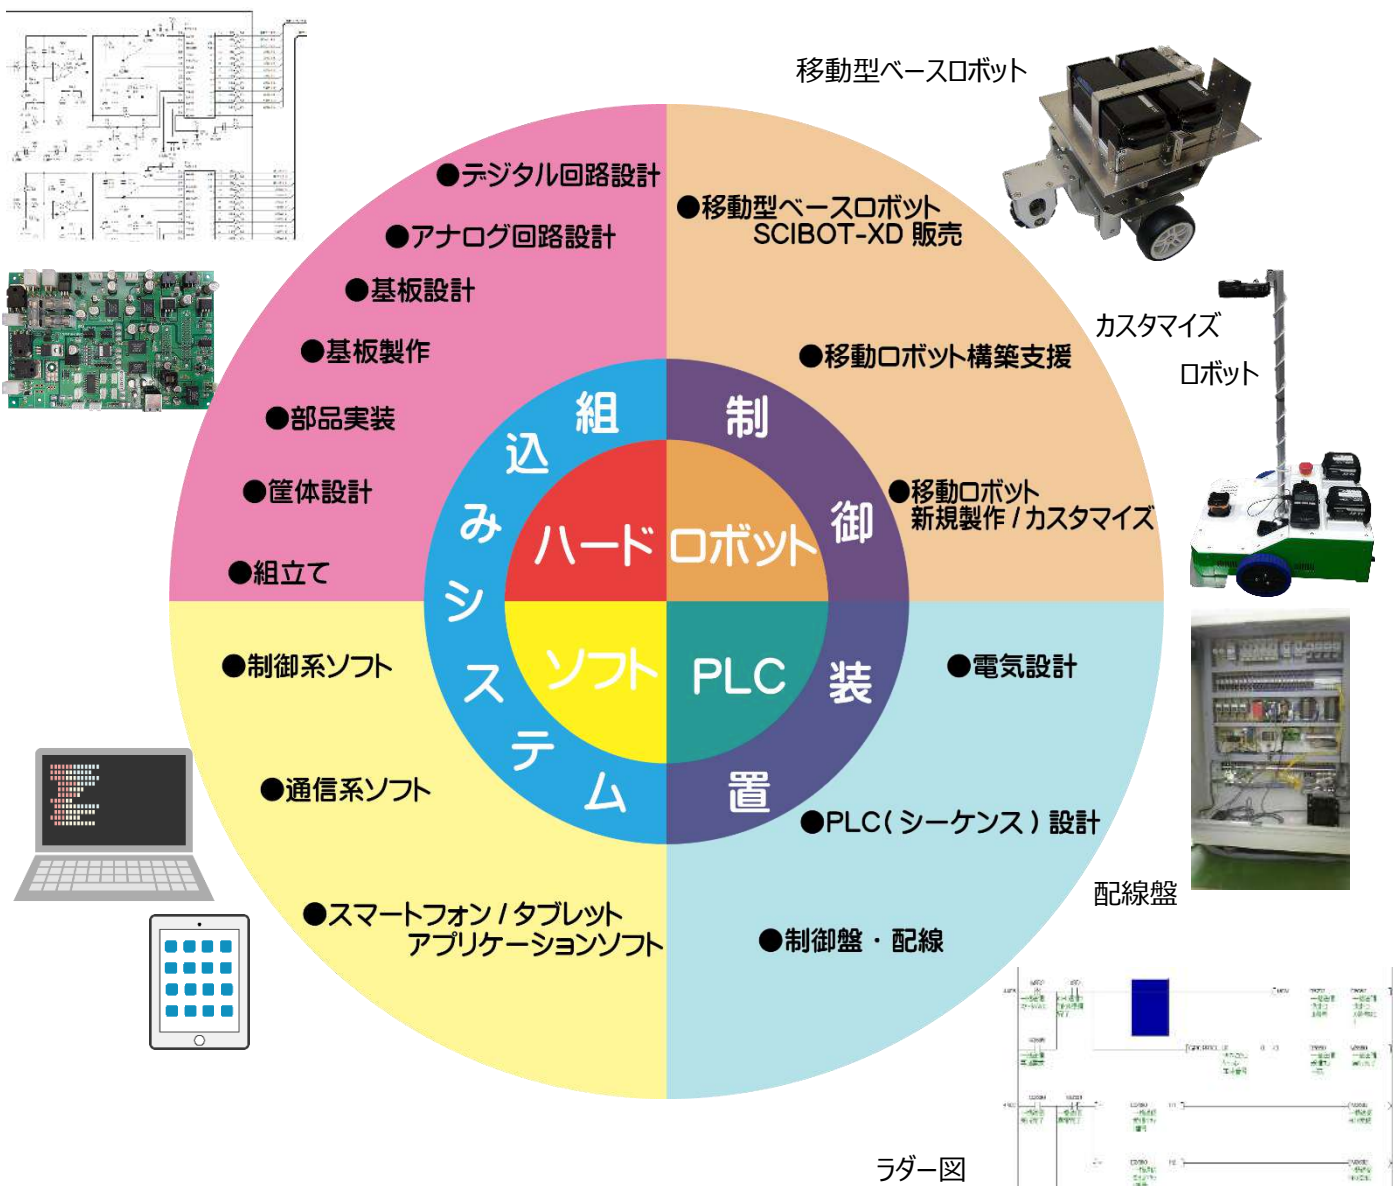 移動型ベースロボット
●デジタル回路設計
●アナログ回路設計
●基板設計
●基板製作
●部品実装
●筐体設計
●組立て
●移動型ベースロボット
SCIBOT-XD 販売
●移動ロボット構築支援
●移動ロボット
新規製作 / カスタマイズ
カスタマイズ
ロボット
組込みシステム
制御装置
ハード
ロボット
ソフト
PLC
●制御系ソフト
●通信系ソフト
●スマートフォン / タブレット
アプリケーションソフト
●電気設計
●PLC( シーケンス ) 設計
●制御盤・配線
配線盤
ラダー図